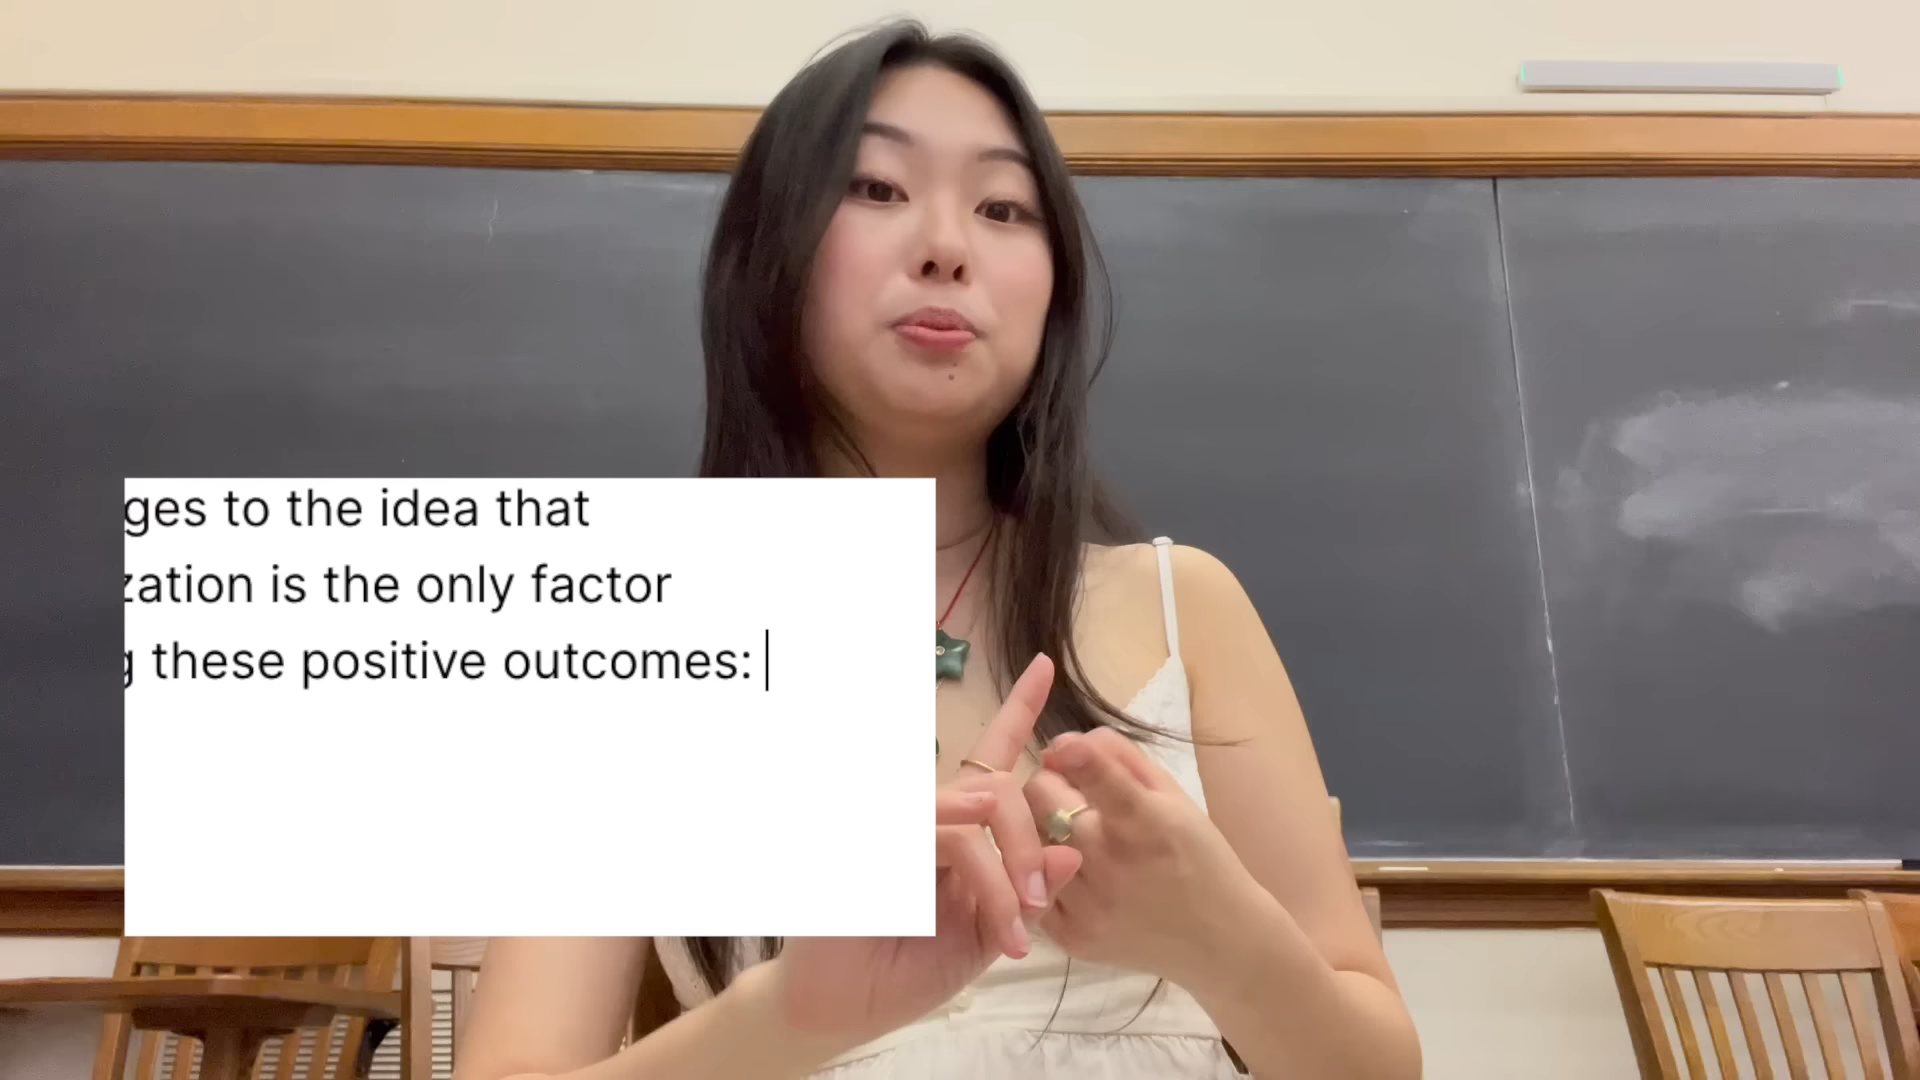 ges to the idea that
zation is the only factor
g these positive outcomes: